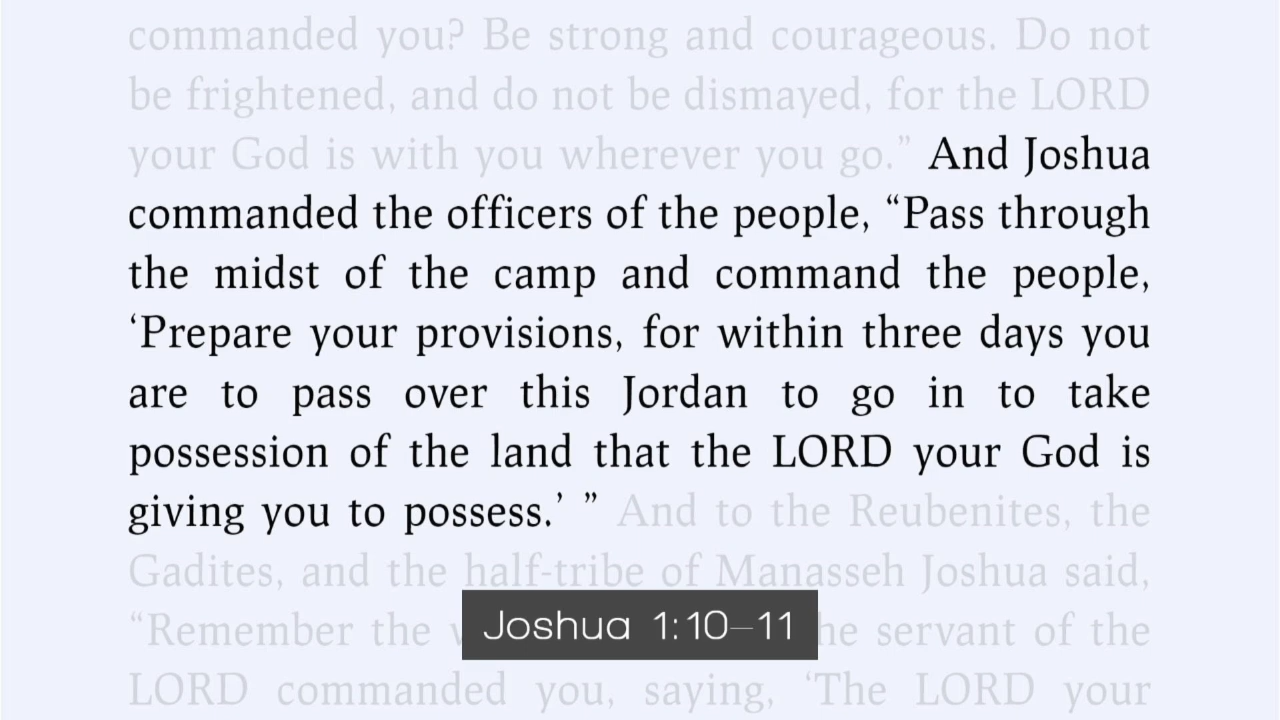 commanded you? Be strong and courageous. Do not
be frightened, and do not be dismayed, for the LORD
your God is with you wherever you go.” And Joshua
commanded the officers of the people, “Pass through
the midst of the camp and command the people,
‘Prepare your provisions, for within three days you
are to pass over this Jordan to go in to take
possession of the land that the LORD your God is
giving you to possess.’ ” And to the Reubenites, the
Gadites, and the half-tribe of Manasseh Joshua said,
“Remember the he servant of the
Joshua 1:10–11
LORD commanded you, saying, ‘The LORD your